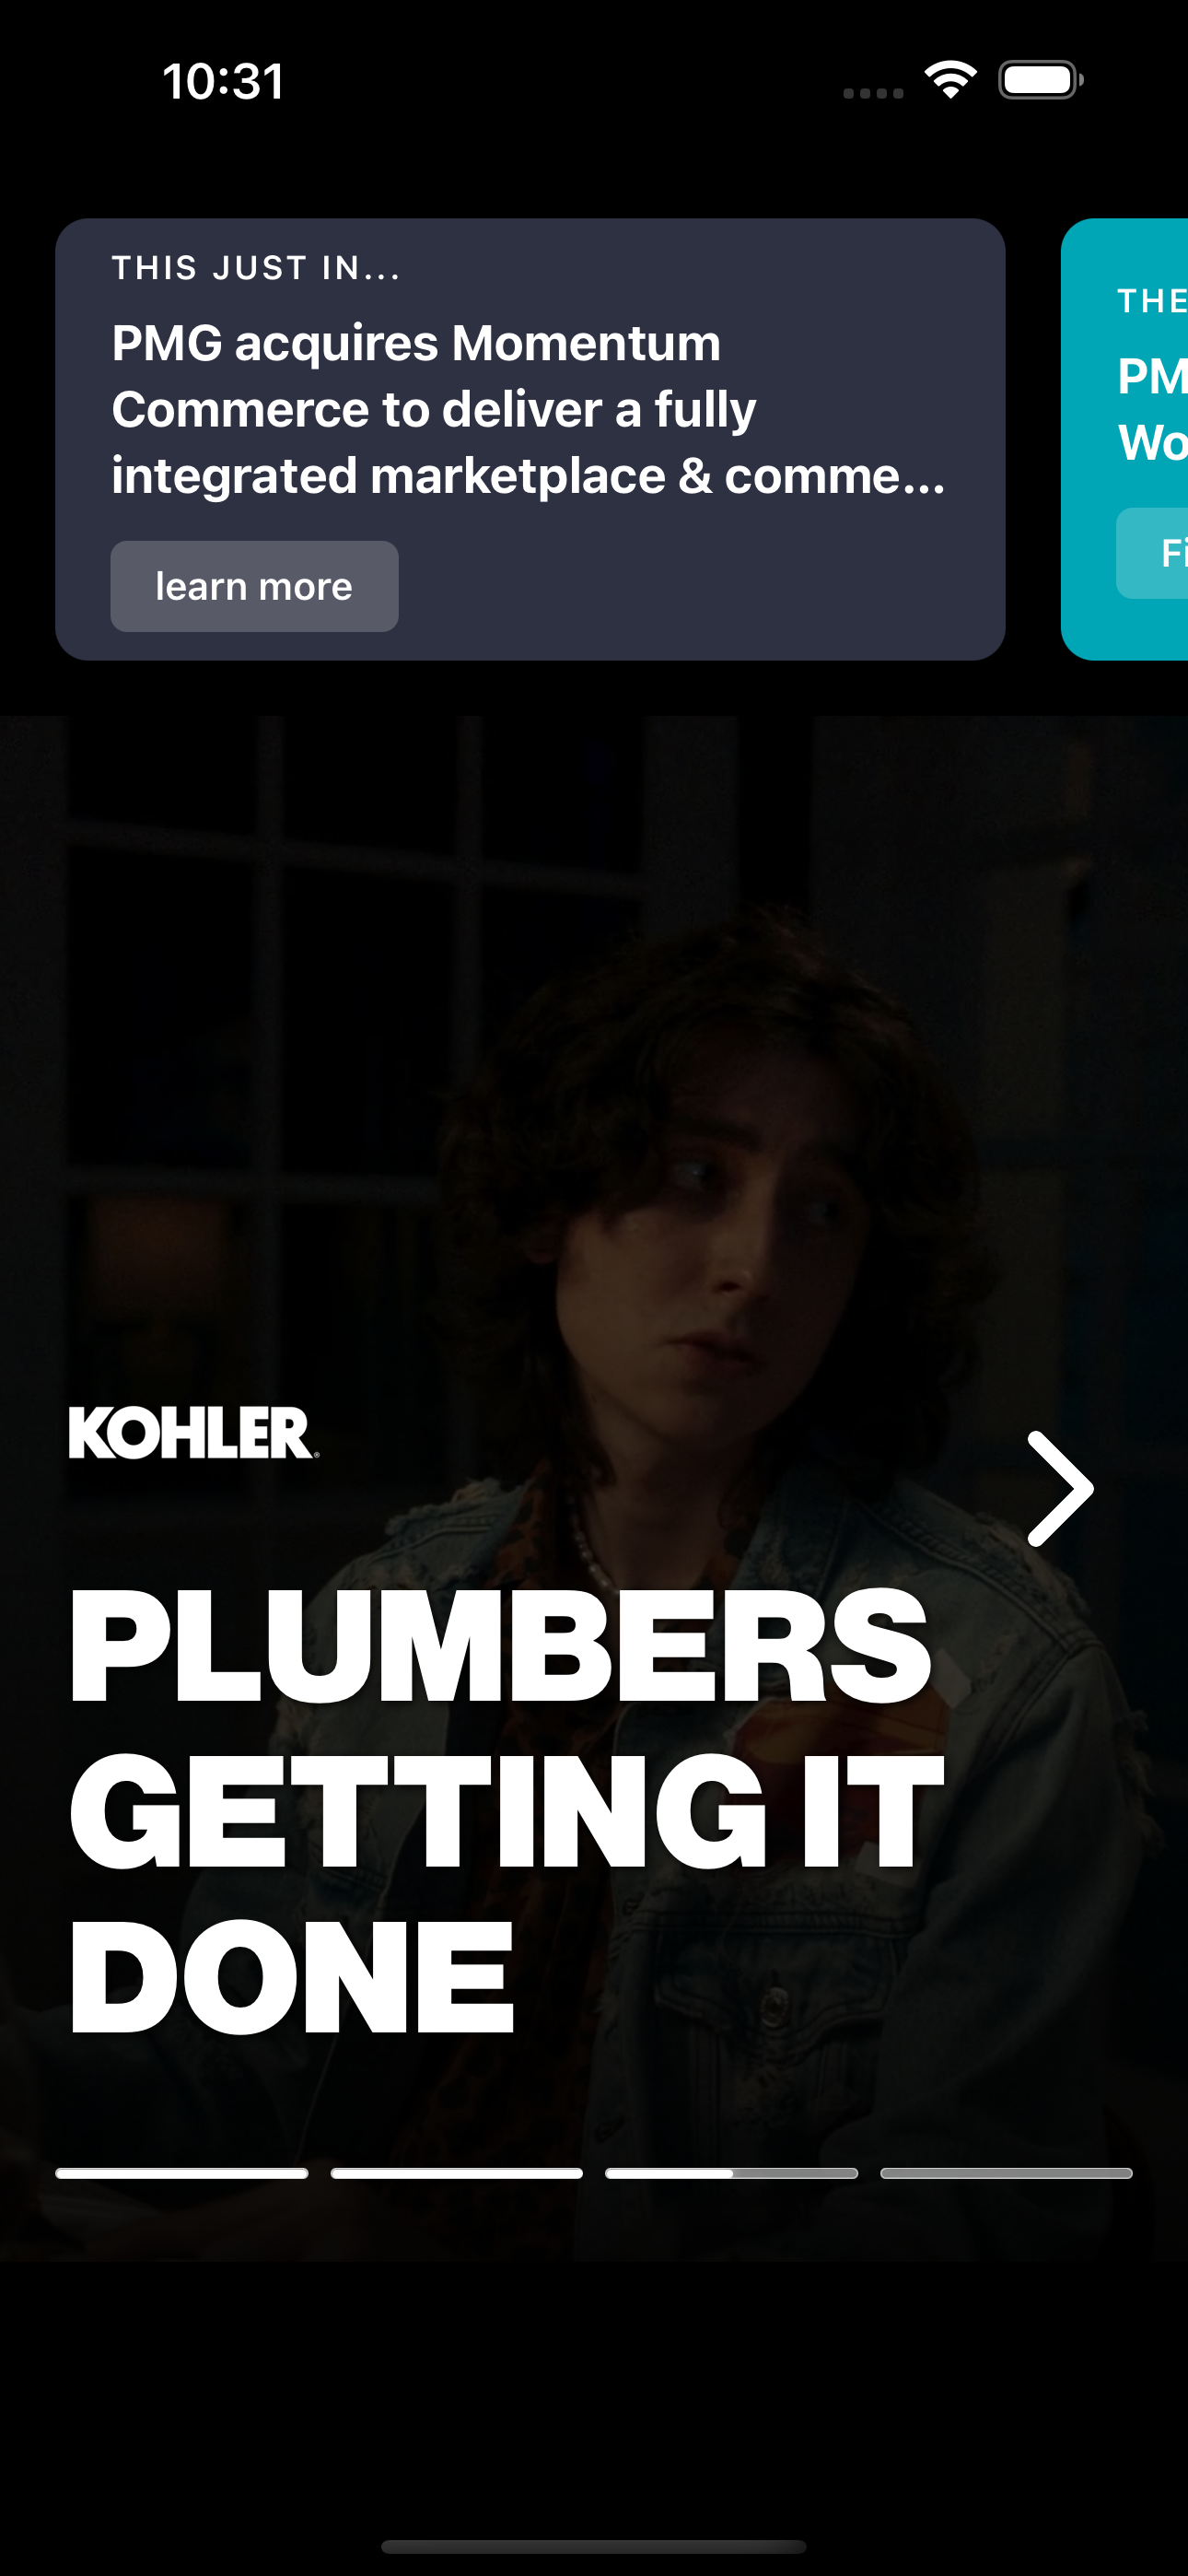 10:31
THIS JUST IN...
PMG acquires Momentum
Commerce to deliver a fully
integrated marketplace & comme...
learn more
THE
PM
Wo
Fi
KOHLER®
PLUMBERS
GETTING IT
DONE